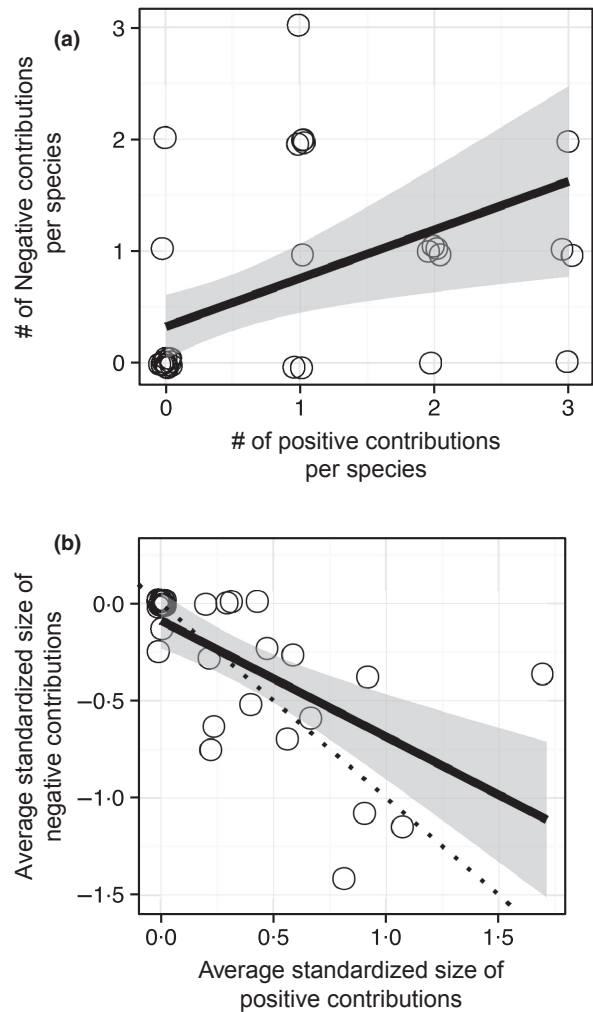 (a)
# of Negative contributions
per species
3
2
1
0
0 1 2 3
# of positive contributions
per species
(b)
Average standardized size of
negative contributions
0·0
−0·5
−1·0
−1·5
0·0 0·5 1·0 1·5
Average standardized size of
positive contributions